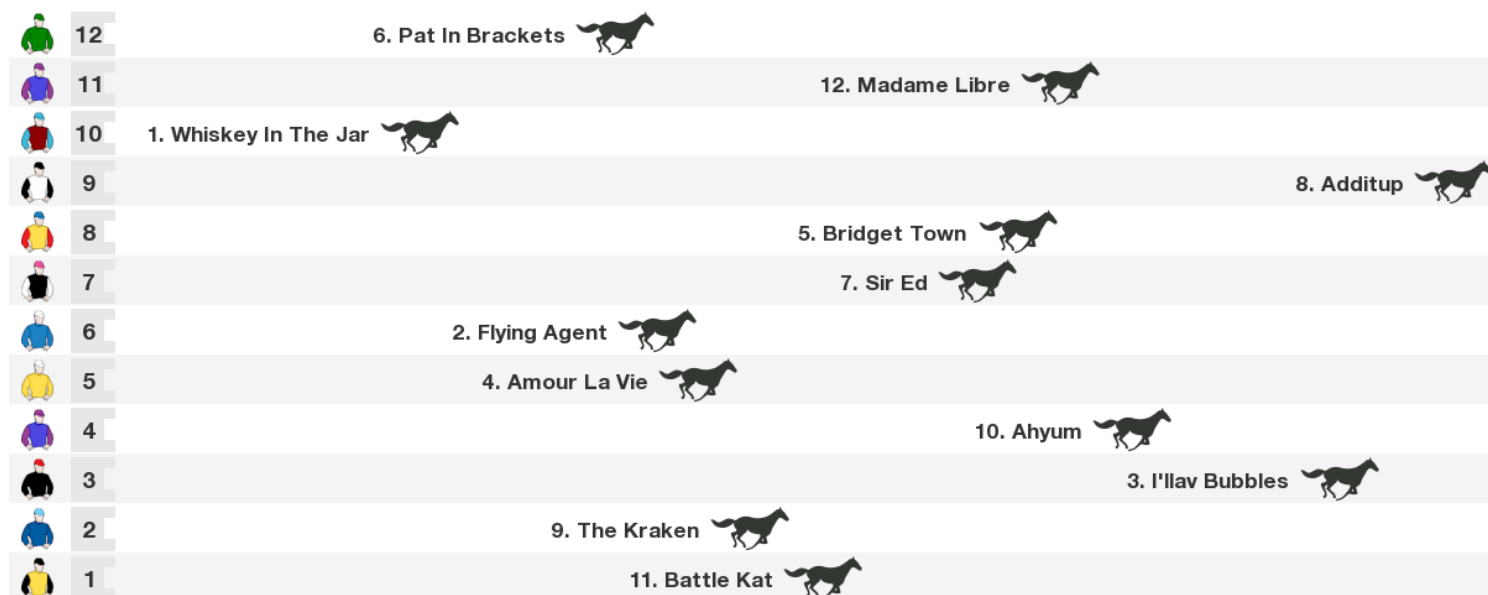 12 6. Pat In Brackets
11 12. Madame Libre
10 1. Whiskey In The Jar
9 8. Additup
8 5. Bridget Town
7 7. Sir Ed
6 2. Flying Agent
5 4. Amour La Vie
4 10. Ahyum
3 3. I'llav Bubbles
2 9. The Kraken
1 11. Battle Kat